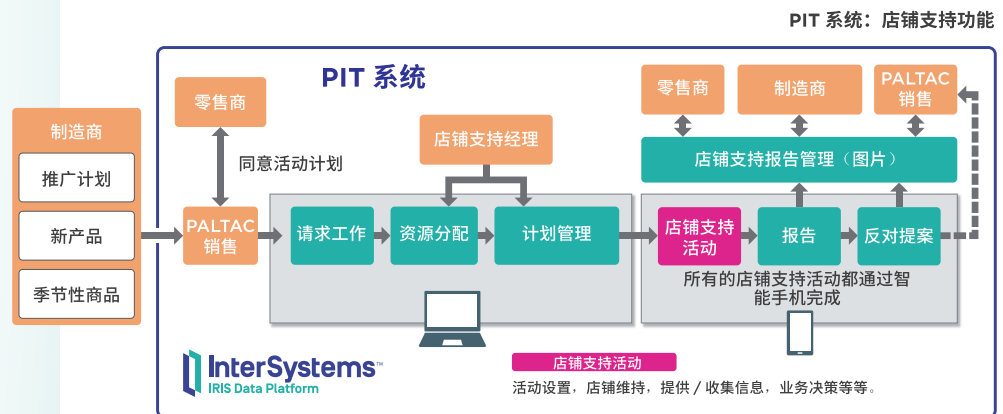 PIT 系统：店铺支持功能
PIT 系统
制造商
推广计划
新产品
季节性商品
零售商
同意活动计划
PALTAC
销售
店铺支持经理
请求工作
资源分配
计划管理
零售商
制造商
PALTAC
销售
店铺支持报告管理（图片）
店铺支持
活动
报告
反对提案
所有的店铺支持活动都通过智
能手机完成
InterSystems™
IRIS Data Platform
店铺支持活动
活动设置，店铺维持，提供 / 收集信息，业务决策等等。